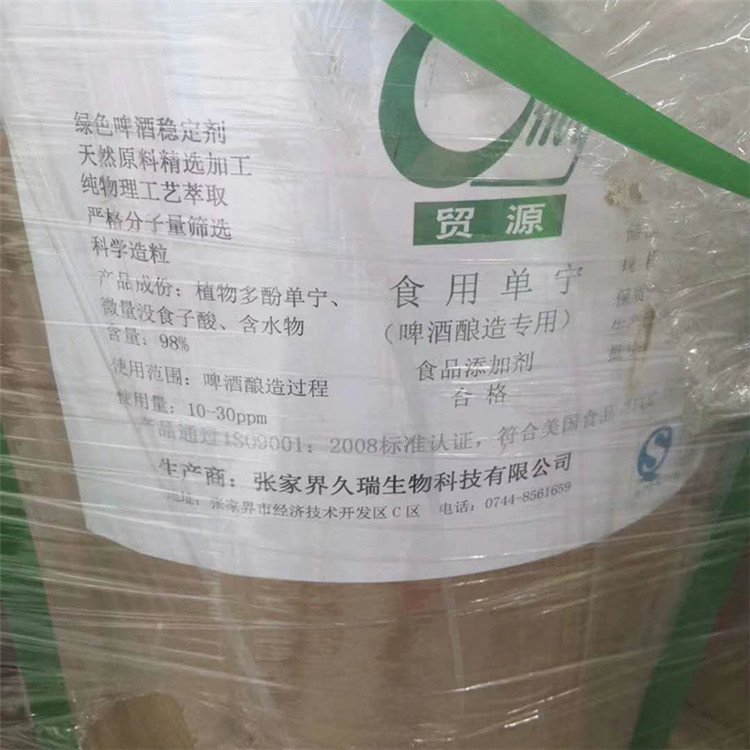 绿色啤酒稳定剂
天然原料精选加工
纯物理工艺萃取
严格分子量筛选
科学造粒
产品成份：植物多酚单宁、
微量没食子酸、含水物
含量：98%
使用范围：啤酒酿造过程
使用量：10-30ppm
贸源
食用单宁
（啤酒酿造专用）
食品添加剂
合格
产品通过ISO9001：2008标准认证，符合美国食品
生产商：张家界久瑞生物科技有限公司
地址：张家界市经济技术开发区C区 电话：0744-8561659